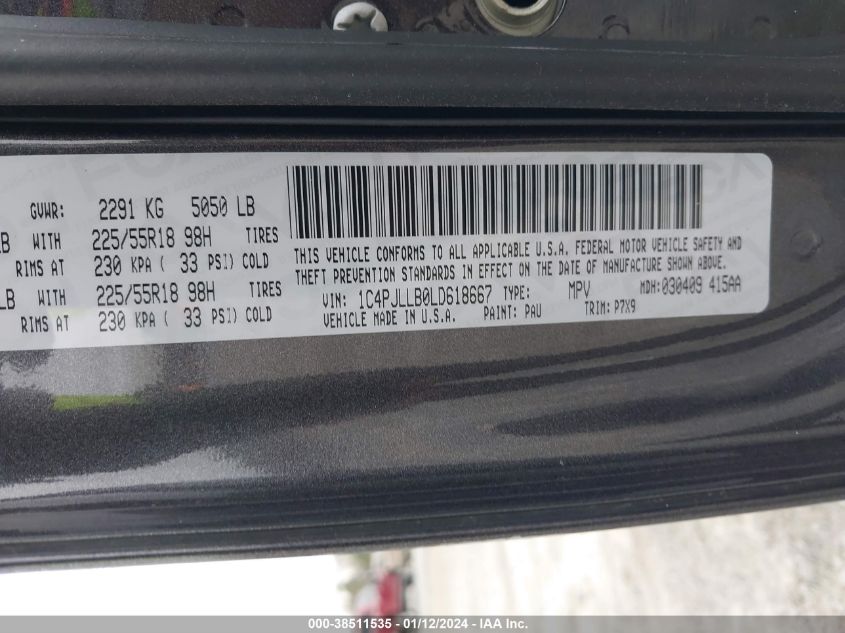 GVWR: 2291 KG 5050 LB
LB WITH 225/55R18 98H TIRES
RIMS AT 230 KPA ( 33 PSI) COLD
LB WITH 225/55R18 98H TIRES
RIMS AT 230 KPA ( 33 PSI) COLD
THIS VEHICLE CONFORMS TO ALL APPLICABLE U.S.A. FEDERAL MOTOR VEHICLE SAFETY AND
THEFT PREVENTION STANDARDS IN EFFECT ON THE DATE OF MANUFACTURE SHOWN ABOVE.
VIN: 1C4PJLLB0LD618667 TYPE: MPV MDH:030409 415AA
VEHICLE MADE IN U.S.A. PAINT: PAU TRIM: P7X9
000-38511535 - 01/12/2024 - IAA Inc.